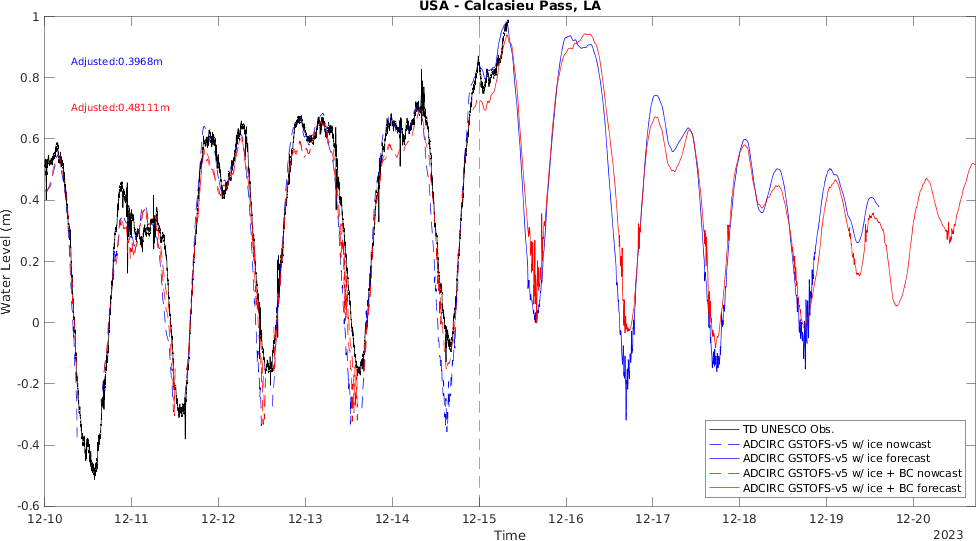 USA - Calcasieu Pass, LA
1
0.8
0.6
0.4
0.2
0
-0.2
-0.4
-0.6
Water Level (m)
Adjusted:0.3968m
Adjusted:0.48111m
TD UNESCO Obs.
ADCIRC GSTOFS-v5 w/ ice nowcast
ADCIRC GSTOFS-v5 w/ ice forecast
ADCIRC GSTOFS-v5 w/ ice + BC nowcast
ADCIRC GSTOFS-v5 w/ ice + BC forecast
12-10 12-11 12-12 12-13 12-14 12-15 12-16 12-17 12-18 12-19 12-20
Time
2023